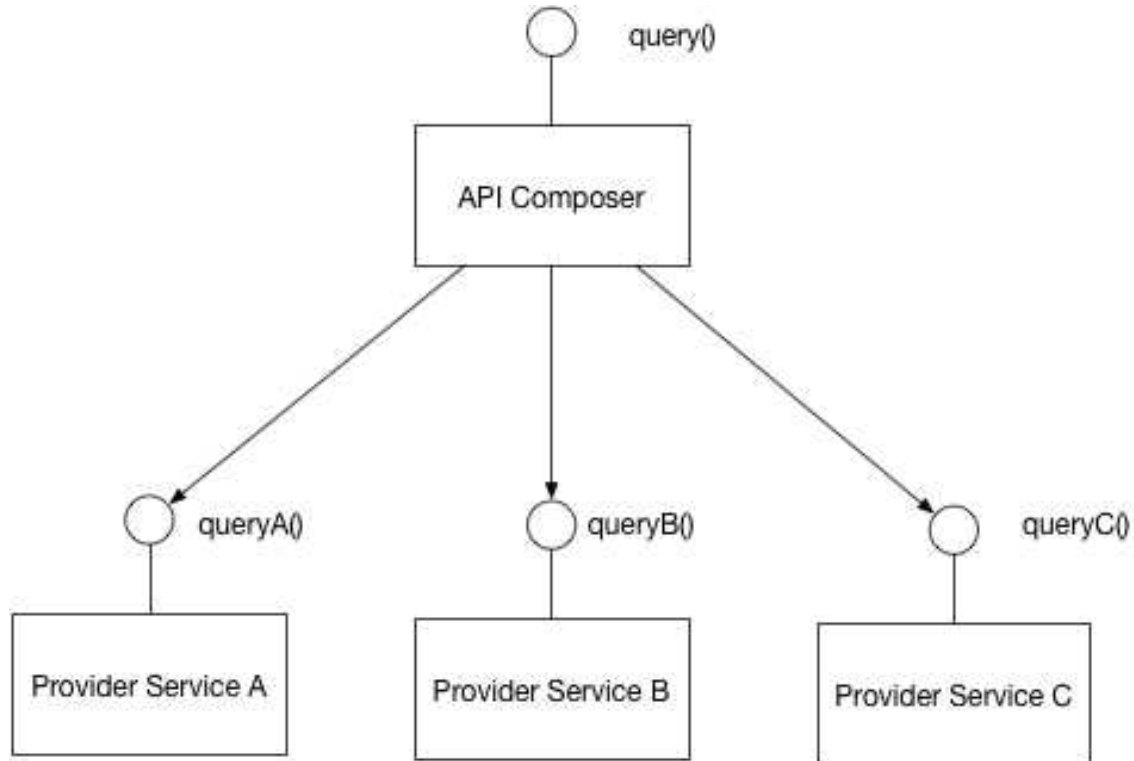 query()
API Composer
queryA()
queryB()
queryC()
Provider Service A
Provider Service B
Provider Service C